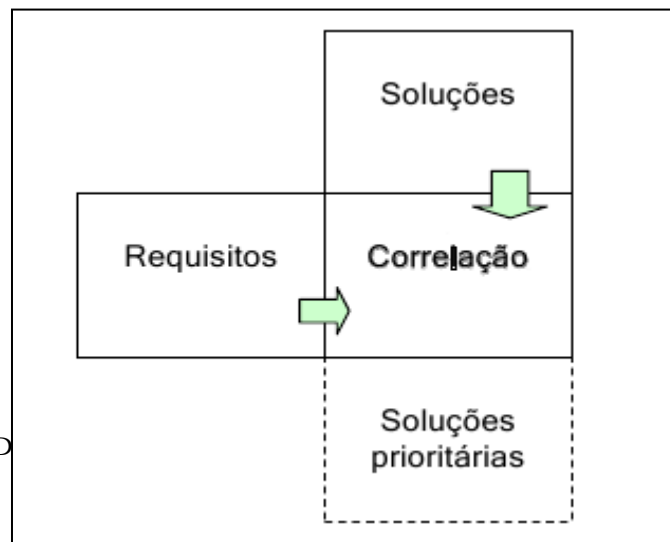 Soluções
Requisitos
Correlação
Soluções
prioritárias